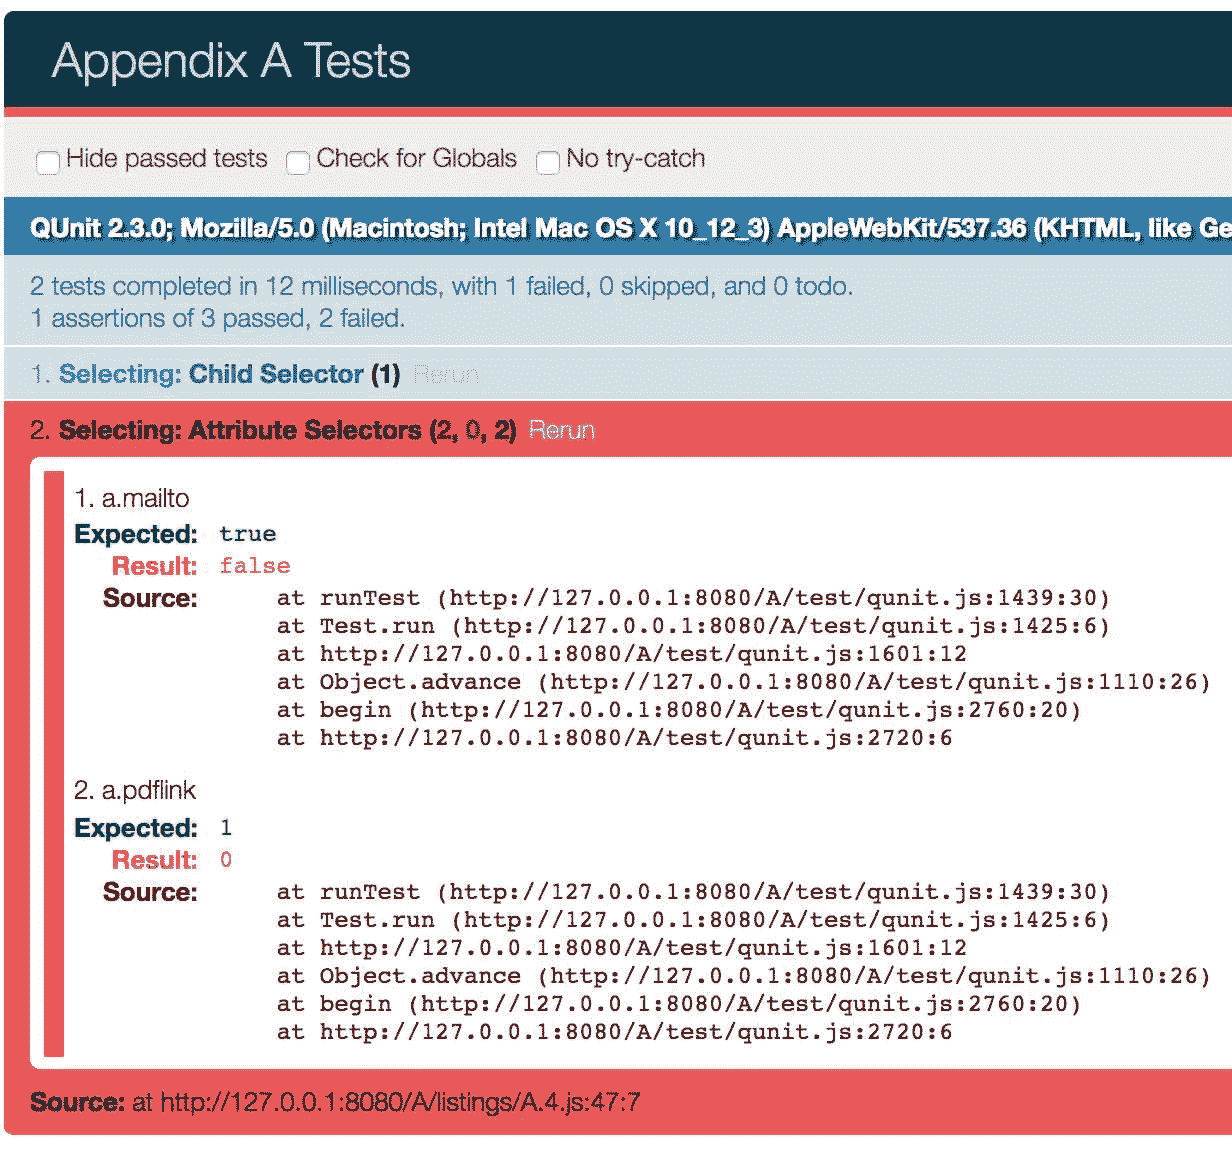 Appendix A Tests
Hide passed tests Check for Globals No try-catch
QUnit 2.3.0; Mozilla/5.0 (Macintosh; Intel Mac OS X 10_12_3) AppleWebKit/537.36 (KHTML, like Ge
2 tests completed in 12 milliseconds, with 1 failed, 0 skipped, and 0 todo.
1 assertions of 3 passed, 2 failed.
1. Selecting: Child Selector (1) Rerun
2. Selecting: Attribute Selectors (2, 0, 2) Rerun
1. a.mailto
Expected: true
Result: false
Source: at runTest (http://127.0.0.1:8080/A/test/qunit.js:1439:30)
at Test.run (http://127.0.0.1:8080/A/test/qunit.js:1425:6)
at http://127.0.0.1:8080/A/test/qunit.js:1601:12
at Object.advance (http://127.0.0.1:8080/A/test/qunit.js:1110:26)
at begin (http://127.0.0.1:8080/A/test/qunit.js:2760:20)
at http://127.0.0.1:8080/A/test/qunit.js:2720:6
2. a.pdflink
Expected: 1
Result: 0
Source: at runTest (http://127.0.0.1:8080/A/test/qunit.js:1439:30)
at Test.run (http://127.0.0.1:8080/A/test/qunit.js:1425:6)
at http://127.0.0.1:8080/A/test/qunit.js:1601:12
at Object.advance (http://127.0.0.1:8080/A/test/qunit.js:1110:26)
at begin (http://127.0.0.1:8080/A/test/qunit.js:2760:20)
at http://127.0.0.1:8080/A/test/qunit.js:2720:6
Source: at http://127.0.0.1:8080/A/listings/A.4.js:47:7